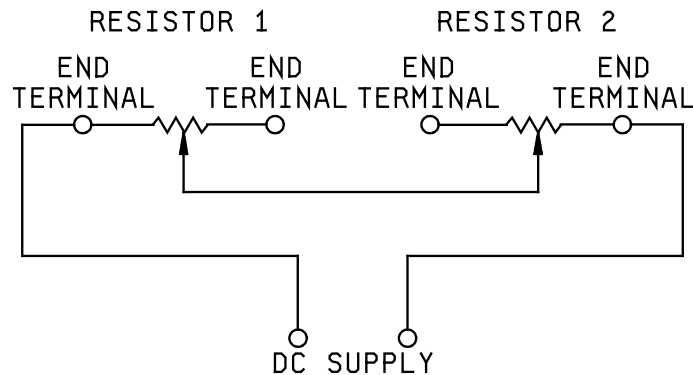 RESISTOR 1
RESISTOR 2
END
TERMINAL
END
TERMINAL
END
TERMINAL
END
TERMINAL
DC SUPPLY